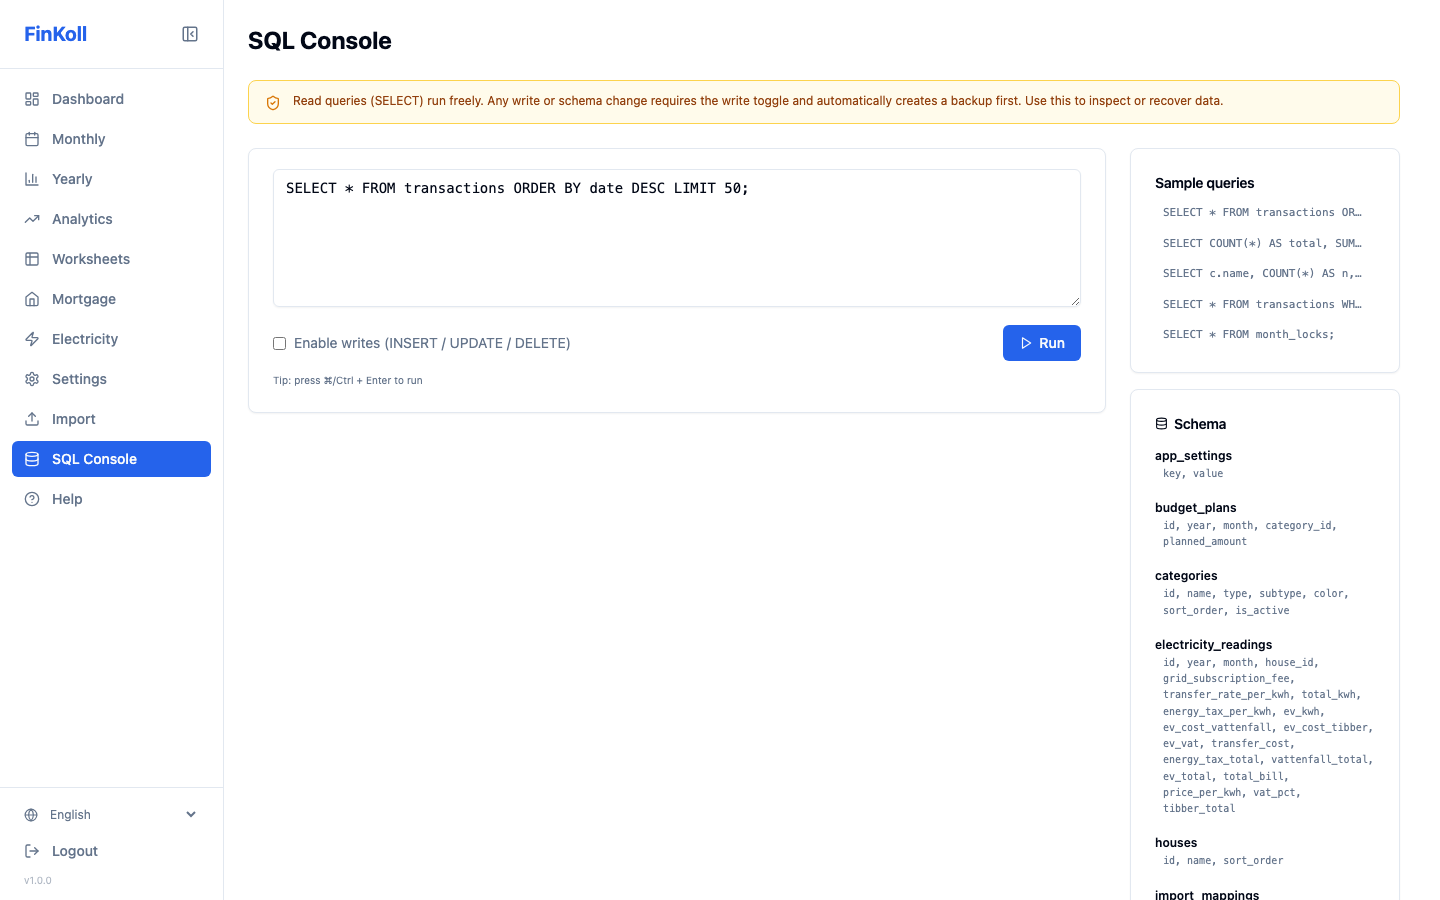 FinKoll
Dashboard
Monthly
Yearly
Analytics
Worksheets
Mortgage
Electricity
Settings
Import
SQL Console
Help
English
Logout
v1.0.0
SQL Console
Read queries (SELECT) run freely. Any write or schema change requires the write toggle and automatically creates a backup first. Use this to inspect or recover data.
SELECT * FROM transactions ORDER BY date DESC LIMIT 50;
Enable writes (INSERT / UPDATE / DELETE)
Run
Tip: press ⌘/Ctrl + Enter to run
Sample queries
SELECT * FROM transactions OR…
SELECT COUNT(*) AS total, SUM…
SELECT c.name, COUNT(*) AS n,…
SELECT * FROM transactions WH…
SELECT * FROM month_locks;
Schema
app_settings
key, value
budget_plans
id, year, month, category_id,
planned_amount
categories
id, name, type, subtype, color,
sort_order, is_active
electricity_readings
id, year, month, house_id,
grid_subscription_fee,
transfer_rate_per_kwh, total_kwh,
energy_tax_per_kwh, ev_kwh,
ev_cost_vattenfall, ev_cost_tibber,
ev_vat, transfer_cost,
energy_tax_total, vattenfall_total,
ev_total, total_bill,
price_per_kwh, vat_pct,
tibber_total
houses
id, name, sort_order
import_mappings